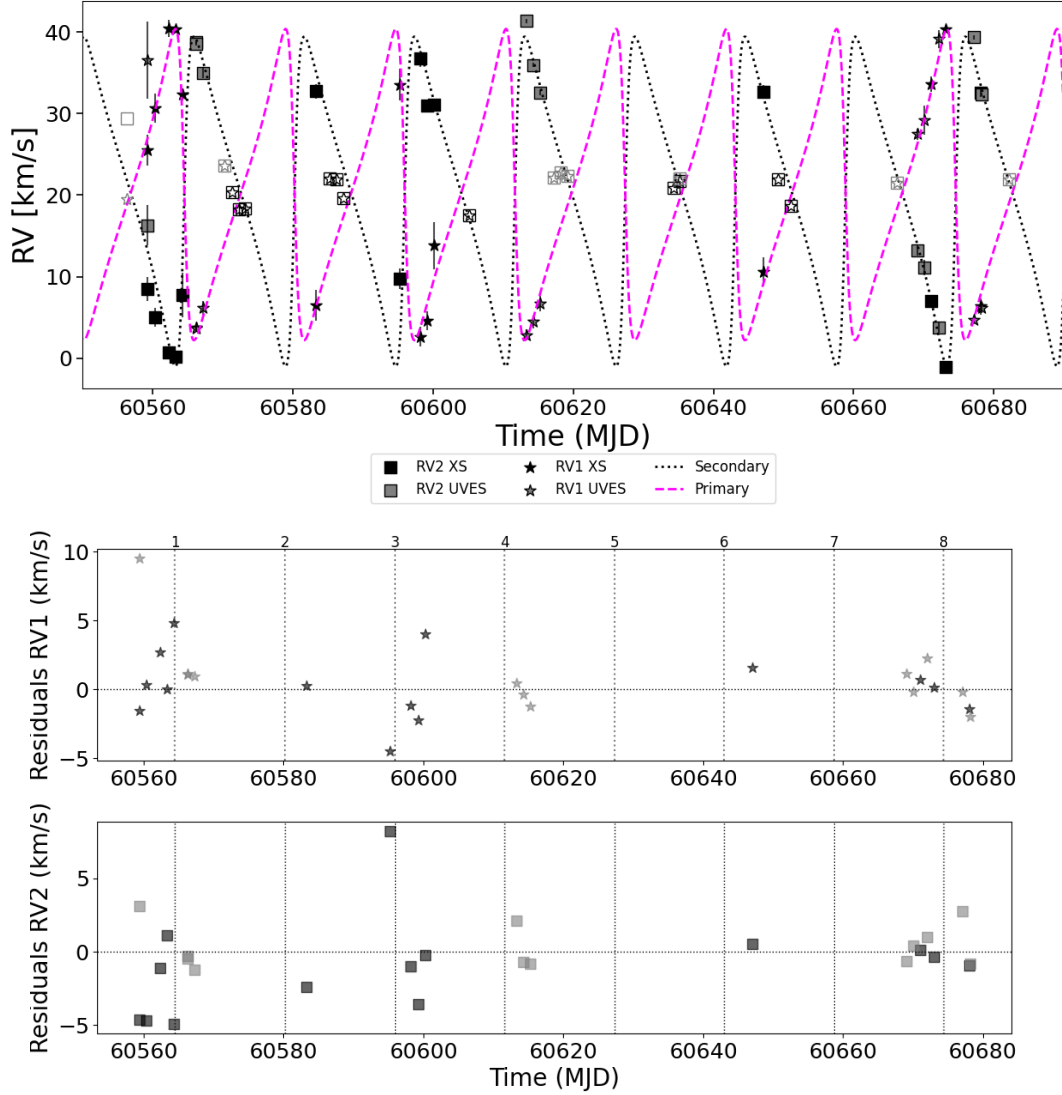 RV [km/s]
40
30
20
10
0
60560 60580 60600 60620 60640 60660 60680
Time (MJD)
RV2 XS RV1 XS Secondary
RV2 UVES RV1 UVES Primary
1 2 3 4 5 6 7 8
Residuals RV1 (km/s)
10
5
0
−5
60560 60580 60600 60620 60640 60660 60680
Residuals RV2 (km/s)
5
0
−5
60560 60580 60600 60620 60640 60660 60680
Time (MJD)